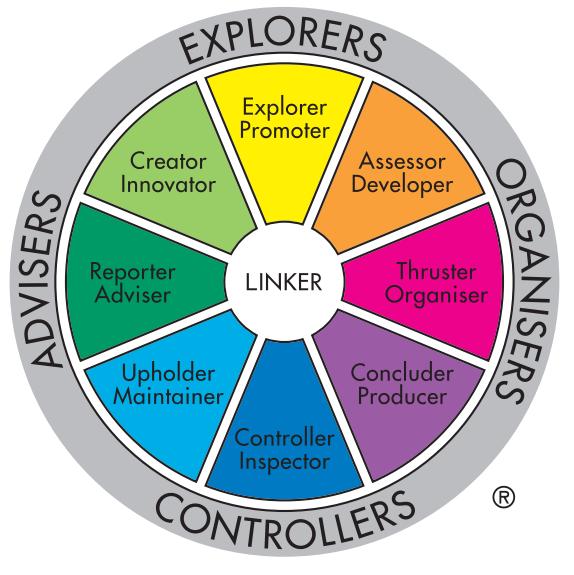 EXPLORERS
Explorer
Promoter
Creator
Innovator
Assessor
Developer
ADVISERS
ORGANISERS
Reporter
Adviser
LINKER
Thruster
Organiser
Upholder
Maintainer
Concluder
Producer
Controller
Inspector
CONTROLLERS
®